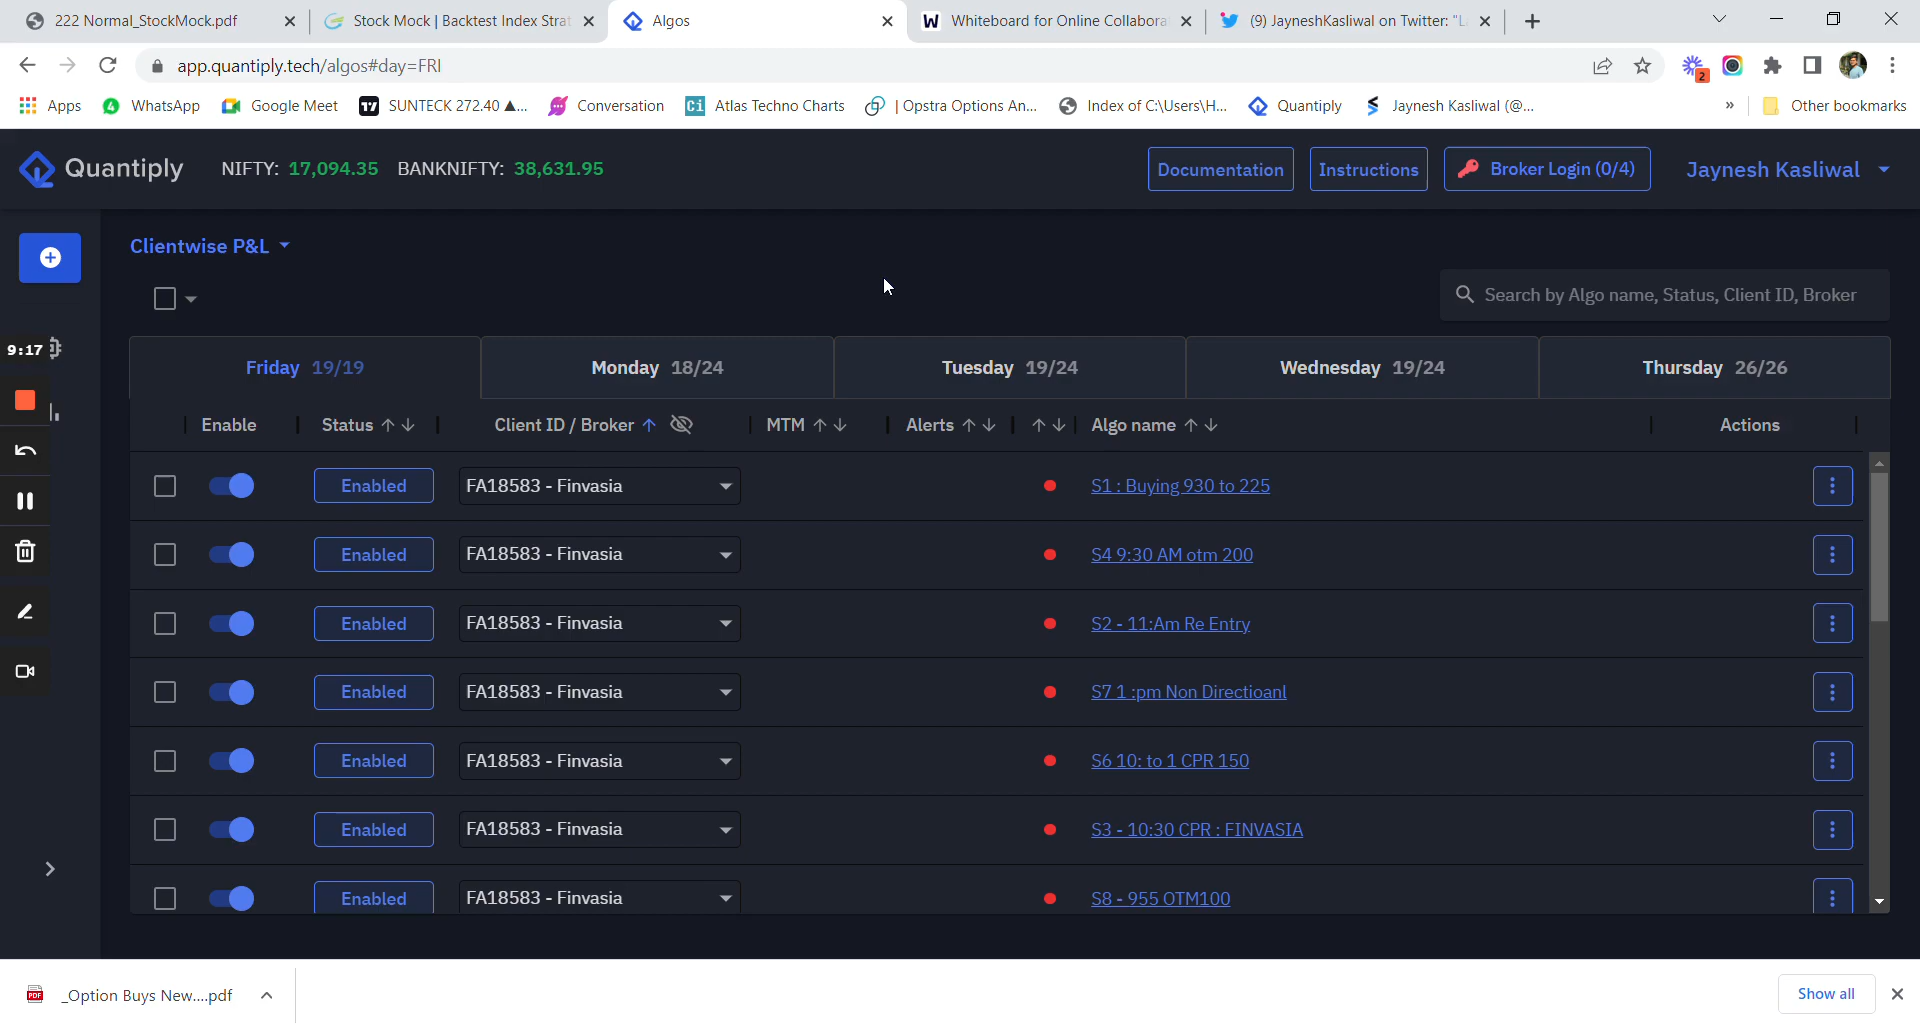 222 Normal_StockMock.pdf
Stock Mock | Backtest Index Strat
Algos
Whiteboard for Online Collabora
(9) JayneshKasliwal on Twitter: "L
app.quantiply.tech/algos#day=FRI
2
Apps
WhatsApp
Google Meet
SUNTECK 272.40 ▲...
Conversation
Atlas Techno Charts
| Opstra Options An...
Index of C:\Users\H...
Quantiply
Jaynesh Kasliwal (@...
»
Other bookmarks
Quantiply
NIFTY: 17,094.35 BANKNIFTY: 38,631.95
Documentation
Instructions
Broker Login (0/4)
Jaynesh Kasliwal
Clientwise P&L
Search by Algo name, Status, Client ID, Broker
9:17
Friday 19/19
Monday 18/24
Tuesday 19/24
Wednesday 19/24
Thursday 26/26
Enable Status Client ID / Broker MTM Alerts Algo name Actions
Enabled FA18583 - Finvasia S1 : Buying 930 to 225
Enabled FA18583 - Finvasia S4 9:30 AM otm 200
Enabled FA18583 - Finvasia S2 - 11:Am Re Entry
Enabled FA18583 - Finvasia S7 1 :pm Non Directioanl
Enabled FA18583 - Finvasia S6 10: to 1 CPR 150
Enabled FA18583 - Finvasia S3 - 10:30 CPR : FINVASIA
Enabled FA18583 - Finvasia S8 - 955 OTM100
_Option Buys New....pdf
Show all